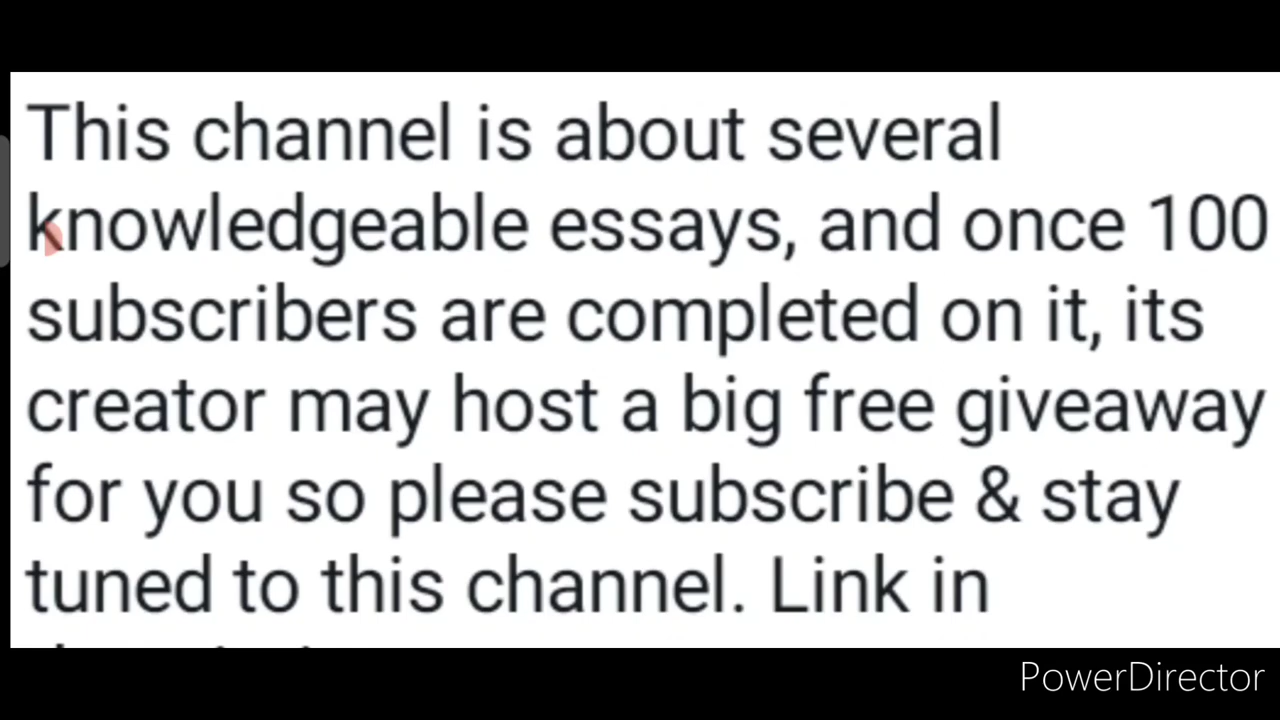 This channel is about several
knowledgeable essays, and once 100
subscribers are completed on it, its
creator may host a big free giveaway
for you so please subscribe & stay
tuned to this channel. Link in
PowerDirector